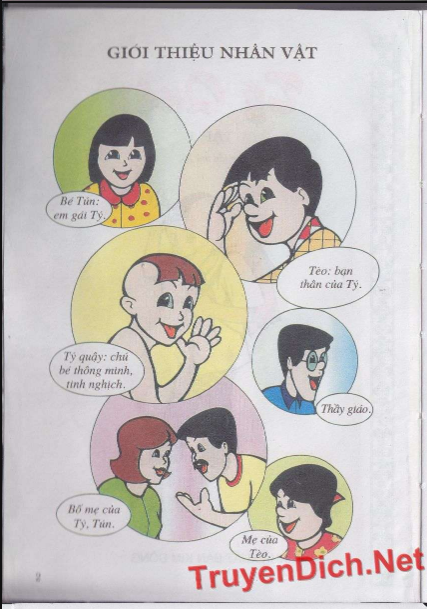 GIỚI THIỆU NHÂN VẬT
Bé Tún:
em gái Tý.
Tèo: bạn
thân của Tý.
Tý quậy: chú
bé thông minh,
tinh nghịch.
Thầy giáo.
Bố mẹ của
Tý, Tún.
Mẹ của
Tèo.
2
TruyenDich.Net